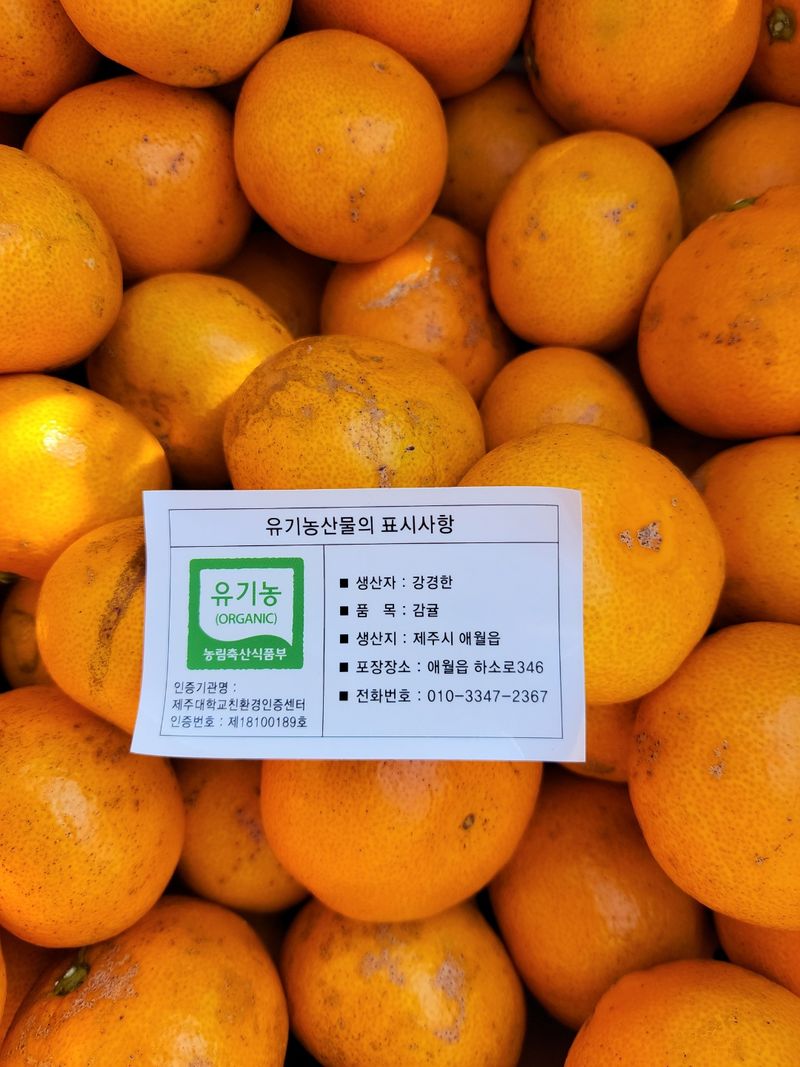 유기농산물의 표시사항
유기농
(ORGANIC)
농림축산식품부
인증기관명 :
제주대학교친환경인증센터
인증번호 : 제18100189호
■ 생산자 : 강경한
■ 품 목 : 감귤
■ 생산지 : 제주시 애월읍
■ 포장장소 : 애월읍 하소로346
■ 전화번호 : 010-3347-2367